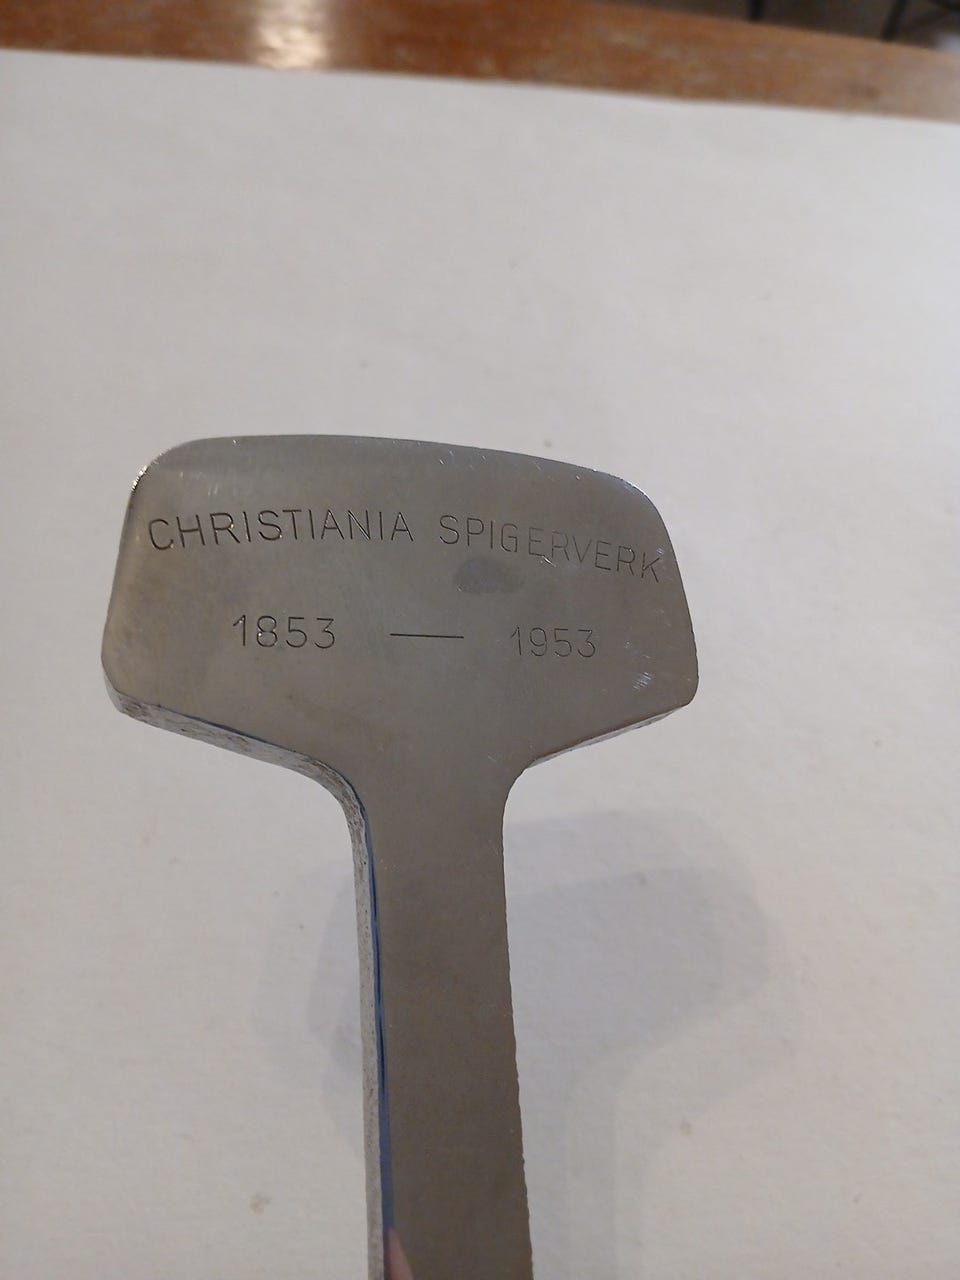 CHRISTIANIA SPIGERVERK
1853 — 1953